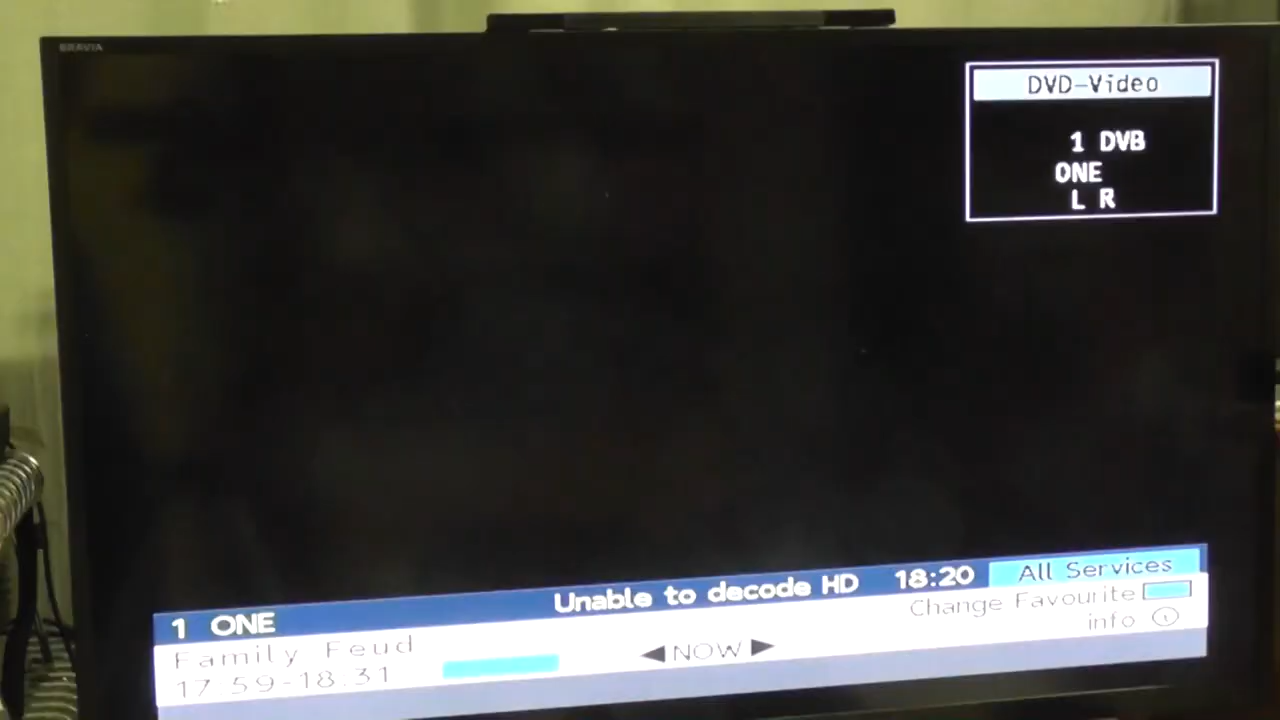 BRAVIA
DVD-Video
1 DVB
ONE
L R
1 ONE
Unable to decode HD 18:20
All Services
Family Feud
17.59-18.31
NOW
Change Favourite
info i